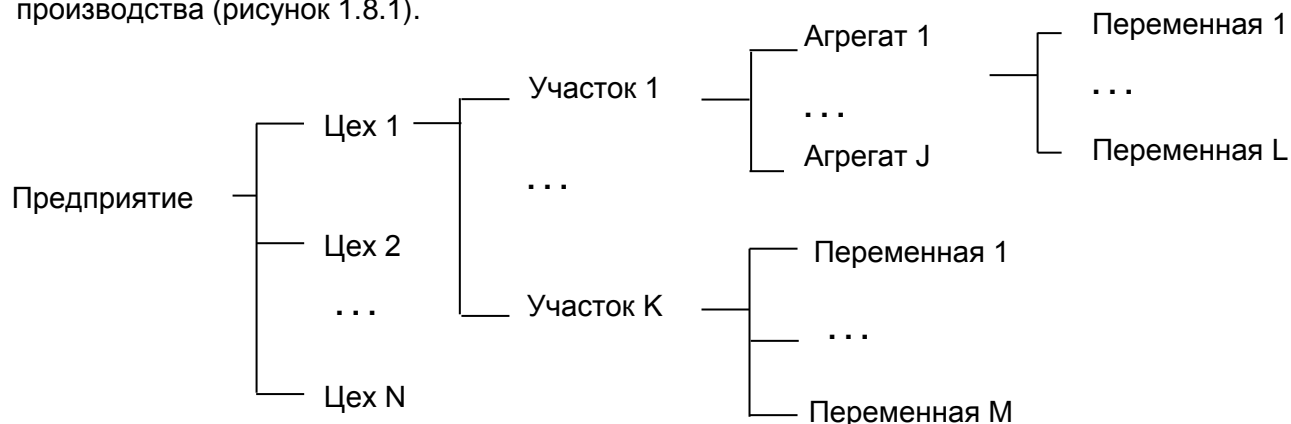 производства (рисунок 1.8.1).
Предприятие
Цех 1
Цех 2
. . .
Цех N
Участок 1
. . .
Участок K
Агрегат 1
. . .
Агрегат J
Переменная 1
. . .
Переменная L
Переменная 1
. . .
Переменная M